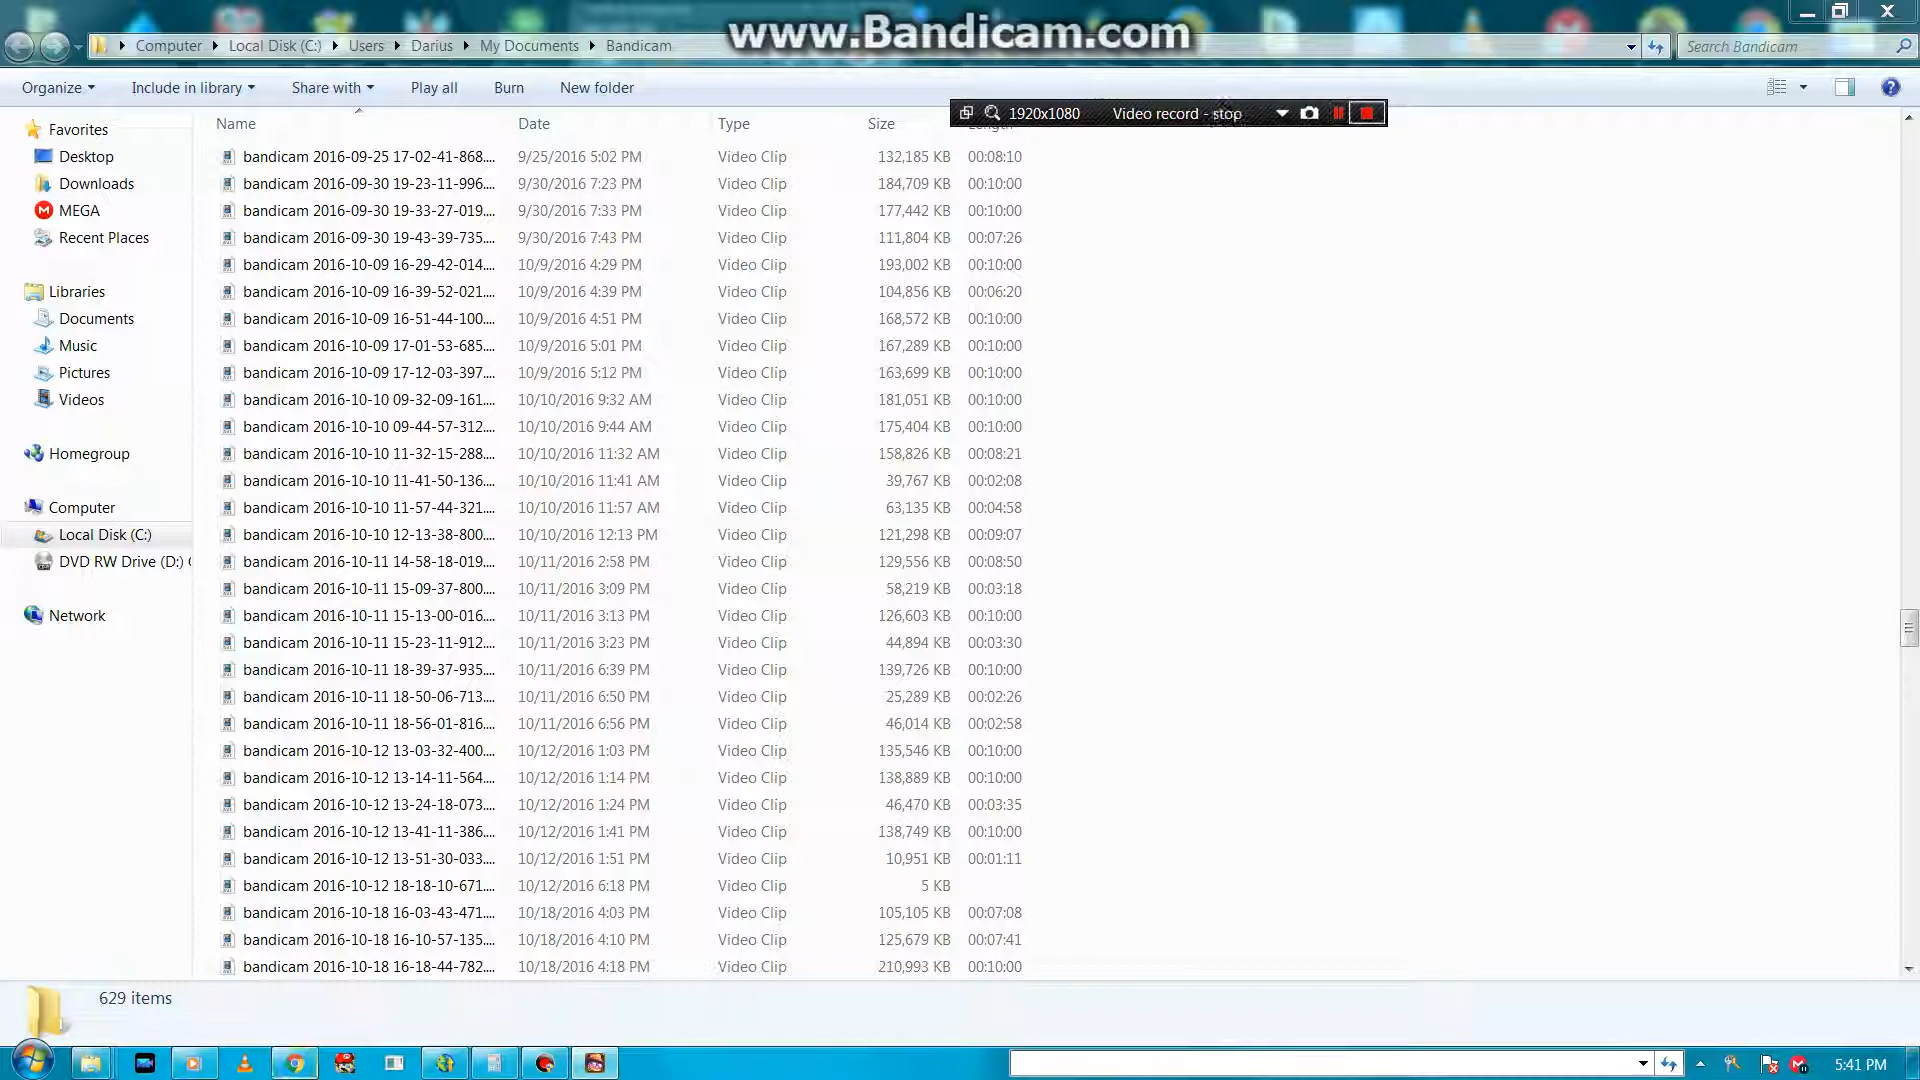 www.Bandicam.com
Computer Local Disk (C:) Users Darius My Documents Bandicam
Search Bandicam
Organize Include in library Share with Play all Burn New folder
1920x1080 Video record - stop
Name Date Type Size Length
Favorites
Desktop
Downloads
MEGA
Recent Places
Libraries
Documents
Music
Pictures
Videos
Homegroup
Computer
Local Disk (C:)
DVD RW Drive (D:)
Network
bandicam 2016-09-25 17-02-41-868.... 9/25/2016 5:02 PM Video Clip 132,185 KB 00:08:10
bandicam 2016-09-30 19-23-11-996.... 9/30/2016 7:23 PM Video Clip 184,709 KB 00:10:00
bandicam 2016-09-30 19-33-27-019.... 9/30/2016 7:33 PM Video Clip 177,442 KB 00:10:00
bandicam 2016-09-30 19-43-39-735.... 9/30/2016 7:43 PM Video Clip 111,804 KB 00:07:26
bandicam 2016-10-09 16-29-42-014.... 10/9/2016 4:29 PM Video Clip 193,002 KB 00:10:00
bandicam 2016-10-09 16-39-52-021.... 10/9/2016 4:39 PM Video Clip 104,856 KB 00:06:20
bandicam 2016-10-09 16-51-44-100.... 10/9/2016 4:51 PM Video Clip 168,572 KB 00:10:00
bandicam 2016-10-09 17-01-53-685.... 10/9/2016 5:01 PM Video Clip 167,289 KB 00:10:00
bandicam 2016-10-09 17-12-03-397.... 10/9/2016 5:12 PM Video Clip 163,699 KB 00:10:00
bandicam 2016-10-10 09-32-09-161.... 10/10/2016 9:32 AM Video Clip 181,051 KB 00:10:00
bandicam 2016-10-10 09-44-57-312.... 10/10/2016 9:44 AM Video Clip 175,404 KB 00:10:00
bandicam 2016-10-10 11-32-15-288.... 10/10/2016 11:32 AM Video Clip 158,826 KB 00:08:21
bandicam 2016-10-10 11-41-50-136.... 10/10/2016 11:41 AM Video Clip 39,767 KB 00:02:08
bandicam 2016-10-10 11-57-44-321.... 10/10/2016 11:57 AM Video Clip 63,135 KB 00:04:58
bandicam 2016-10-10 12-13-38-800.... 10/10/2016 12:13 PM Video Clip 121,298 KB 00:09:07
bandicam 2016-10-11 14-58-18-019.... 10/11/2016 2:58 PM Video Clip 129,556 KB 00:08:50
bandicam 2016-10-11 15-09-37-800.... 10/11/2016 3:09 PM Video Clip 58,219 KB 00:03:18
bandicam 2016-10-11 15-13-00-016.... 10/11/2016 3:13 PM Video Clip 126,603 KB 00:10:00
bandicam 2016-10-11 15-23-11-912.... 10/11/2016 3:23 PM Video Clip 44,894 KB 00:03:30
bandicam 2016-10-11 18-39-37-935.... 10/11/2016 6:39 PM Video Clip 139,726 KB 00:10:00
bandicam 2016-10-11 18-50-06-713.... 10/11/2016 6:50 PM Video Clip 25,289 KB 00:02:26
bandicam 2016-10-11 18-56-01-816.... 10/11/2016 6:56 PM Video Clip 46,014 KB 00:02:58
bandicam 2016-10-12 13-03-32-400.... 10/12/2016 1:03 PM Video Clip 135,546 KB 00:10:00
bandicam 2016-10-12 13-14-11-564.... 10/12/2016 1:14 PM Video Clip 138,889 KB 00:10:00
bandicam 2016-10-12 13-24-18-073.... 10/12/2016 1:24 PM Video Clip 46,470 KB 00:03:35
bandicam 2016-10-12 13-41-11-386.... 10/12/2016 1:41 PM Video Clip 138,749 KB 00:10:00
bandicam 2016-10-12 13-51-30-033.... 10/12/2016 1:51 PM Video Clip 10,951 KB 00:01:11
bandicam 2016-10-12 18-18-10-671.... 10/12/2016 6:18 PM Video Clip 5 KB
bandicam 2016-10-18 16-03-43-471.... 10/18/2016 4:03 PM Video Clip 105,105 KB 00:07:08
bandicam 2016-10-18 16-10-57-135.... 10/18/2016 4:10 PM Video Clip 125,679 KB 00:07:41
bandicam 2016-10-18 16-18-44-782.... 10/18/2016 4:18 PM Video Clip 210,993 KB 00:10:00
629 items
5:41 PM